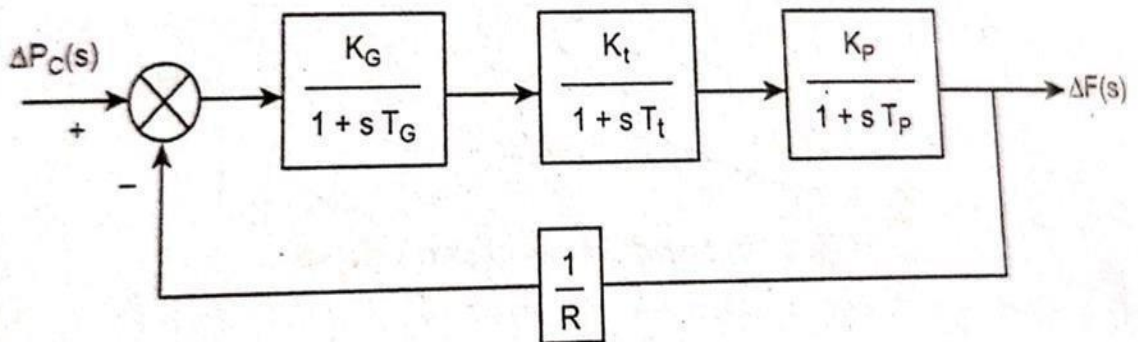 ΔP_C(s)
+
−
K_G
1 + s T_G
K_t
1 + s T_t
K_P
1 + s T_P
ΔF(s)
1
R